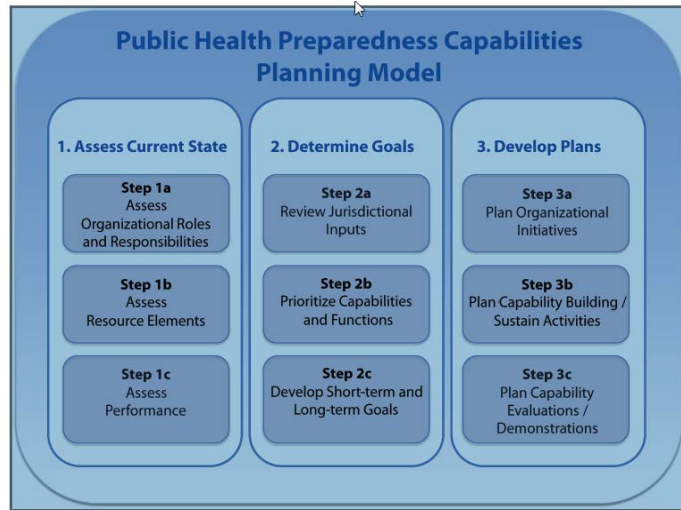 Public Health Preparedness Capabilities
Planning Model
1. Assess Current State
Step 1a
Assess
Organizational Roles
and Responsibilities
Step 1b
Assess
Resource Elements
Step 1c
Assess
Performance
2. Determine Goals
Step 2a
Review Jurisdictional
Inputs
Step 2b
Prioritize Capabilities
and Functions
Step 2c
Develop Short-term and
Long-term Goals
3. Develop Plans
Step 3a
Plan Organizational
Initiatives
Step 3b
Plan Capability Building /
Sustain Activities
Step 3c
Plan Capability
Evaluations /
Demonstrations